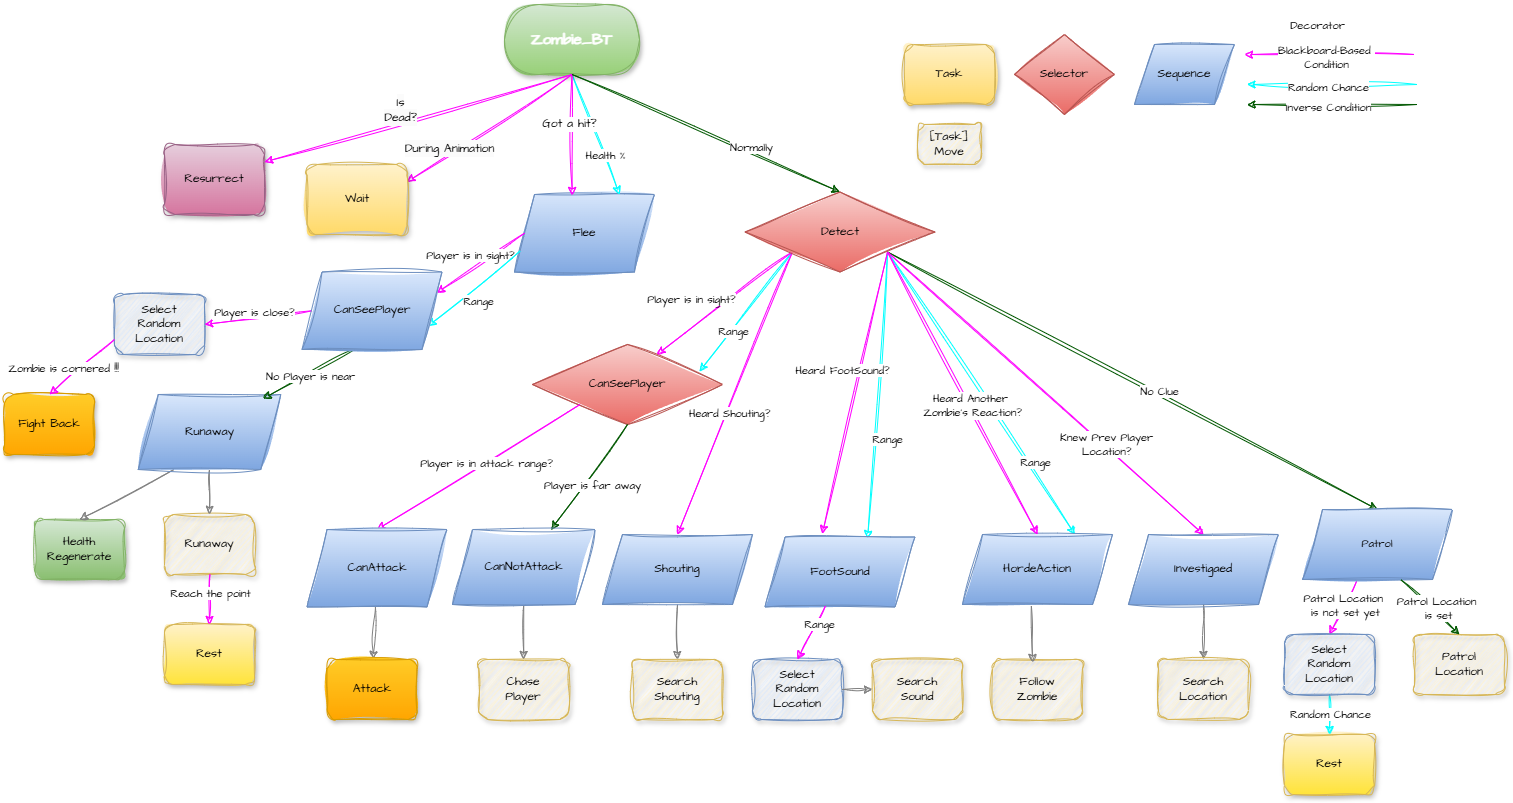 Zombie_BT
Decorator
Task
Selector
Sequence
Blackboard-Based
Condition
Random Chance
Inverse Condition
[Task]
Move
Is
Dead?
During Animation
Got a hit?
Health %
Normally
Resurrect
Wait
Flee
Detect
Player is in sight?
Range
CanSeePlayer
Player is close?
Select
Random
Location
Zombie is cornered !!!
No Player is near
Fight Back
Runaway
Health
Regenerate
Runaway
Reach the point
Rest
Player is in sight?
Range
CanSeePlayer
Heard Shouting?
Heard FootSound?
Range
Heard Another
Zombie's Reaction?
Range
Knew Prev Player
Location?
No Clue
Player is in attack range?
Player is far away
CanAttack
CanNotAttack
Shouting
FootSound
HordeAction
Investigaed
Patrol
Range
Patrol Location
is not set yet
Patrol Location
is set
Attack
Chase
Player
Search
Shouting
Select
Random
Location
Search
Sound
Follow
Zombie
Search
Location
Select
Random
Location
Patrol
Location
Random Chance
Rest